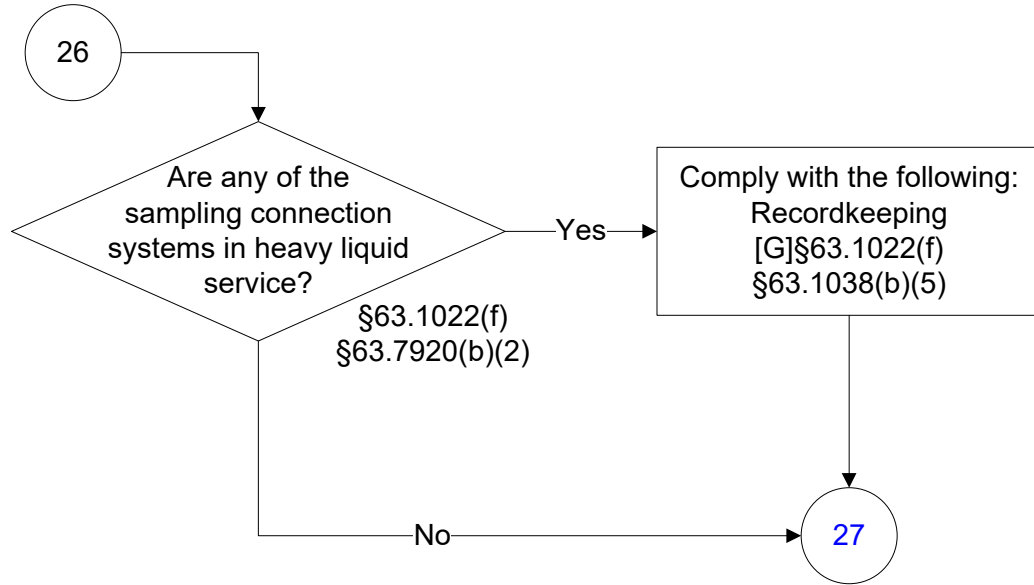 26
Are any of the
sampling connection
systems in heavy liquid
service?
§63.1022(f)
§63.7920(b)(2)
Yes
Comply with the following:
Recordkeeping
[G]§63.1022(f)
§63.1038(b)(5)
No
27